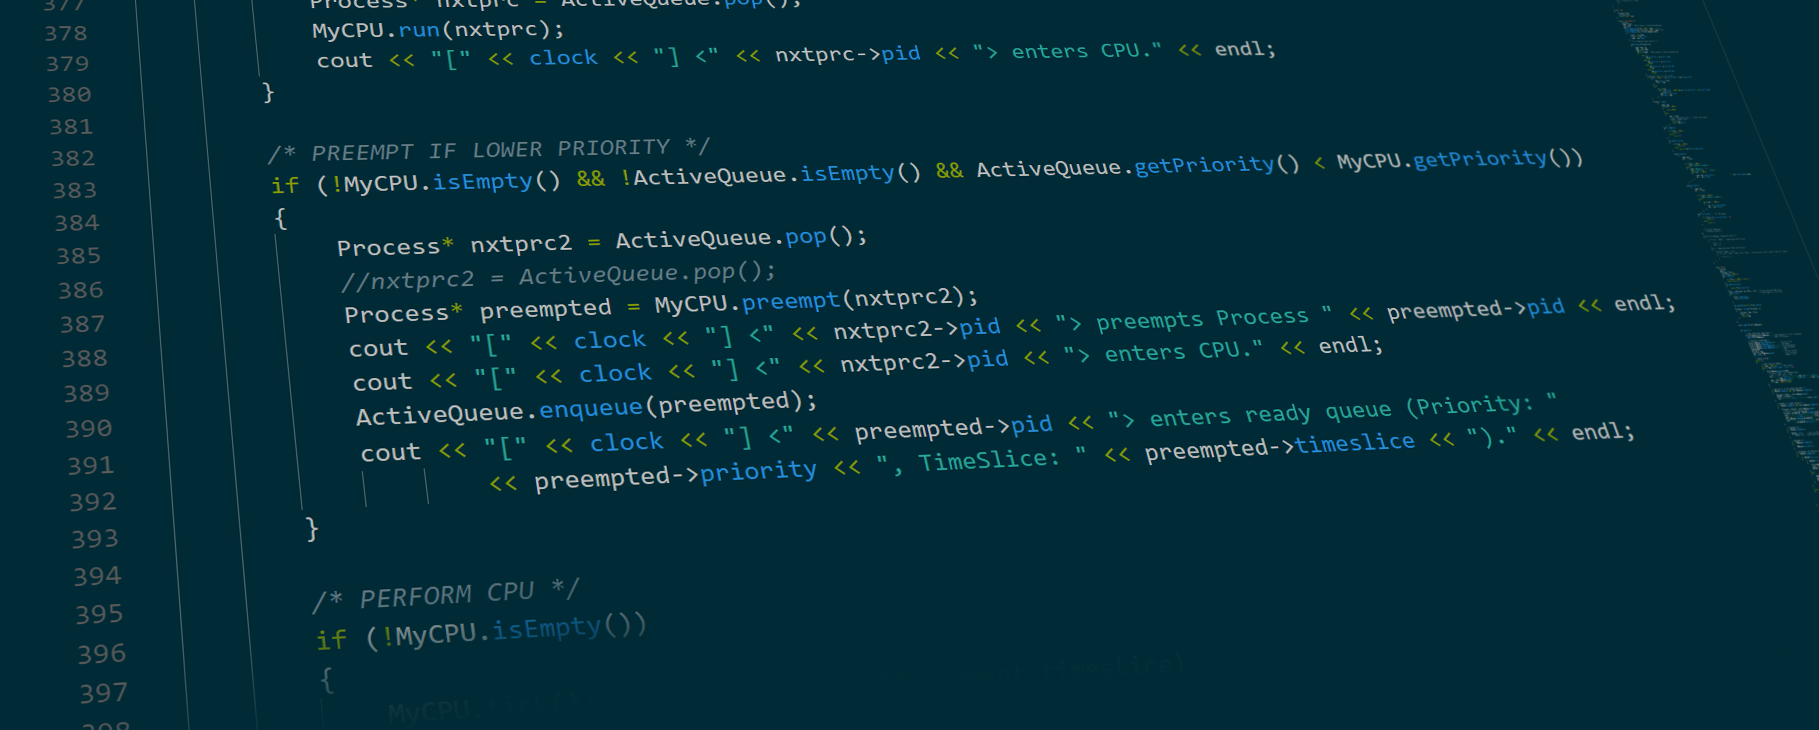 377 Process* nxtprc = ActiveQueue.pop();
378 MyCPU.run(nxtprc);
379 cout << "[" << clock << "] <" << nxtprc->pid << "> enters CPU." << endl;
380 }
381
382 /* PREEMPT IF LOWER PRIORITY */
383 if (!MyCPU.isEmpty() && !ActiveQueue.isEmpty() && ActiveQueue.getPriority() < MyCPU.getPriority())
384 {
385 Process* nxtprc2 = ActiveQueue.pop();
386 //nxtprc2 = ActiveQueue.pop();
387 Process* preempted = MyCPU.preempt(nxtprc2);
388 cout << "[" << clock << "] <" << nxtprc2->pid << "> preempts Process " << preempted->pid << endl;
389 cout << "[" << clock << "] <" << nxtprc2->pid << "> enters CPU." << endl;
390 ActiveQueue.enqueue(preempted);
391 cout << "[" << clock << "] <" << preempted->pid << "> enters ready queue (Priority: "
392 << preempted->priority << ", TimeSlice: " << preempted->timeslice << ")." << endl;
393 }
394
395 /* PERFORM CPU */
396 if (!MyCPU.isEmpty())
397 {
398 MyCPU.